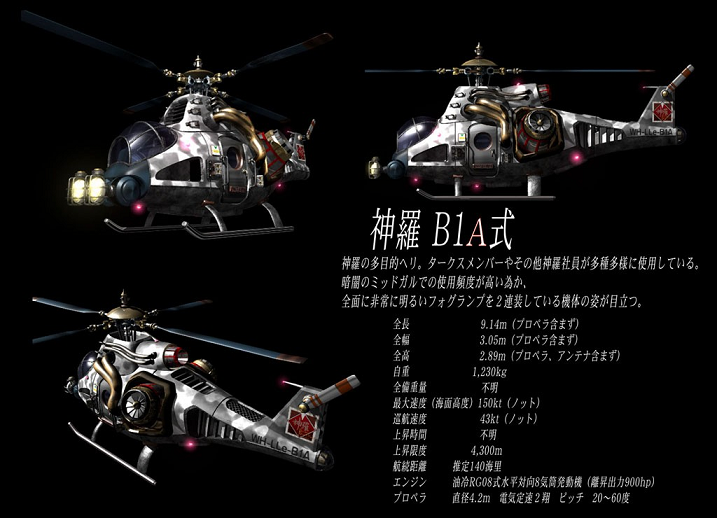 WH-LLe-B1A
神羅 B1A式
神羅の多目的ヘリ。タークスメンバーやその他神羅社員が多種多様に使用している。
暗闇のミッドガルでの使用頻度が高い為か、
全面に非常に明るいフォグランプを2連装している機体の姿が目立つ。
全長 9.14m（プロペラ含まず）
全幅 3.05m（プロペラ含まず）
全高 2.89m（プロペラ、アンテナ含まず）
自重 1,230kg
全備重量 不明
最大速度（海面高度）150kt（ノット）
巡航速度 43kt（ノット）
上昇時間 不明
上昇限度 4,300m
航続距離 推定140海里
エンジン 油冷RG08式水平対向8気筒発動機（離昇出力900hp）
プロペラ 直径4.2m 電気定速2翔 ピッチ 20～60度
WH-LLe-B1A